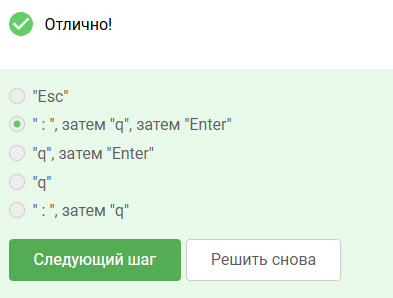 Отлично!
"Esc"
" : ", затем "q", затем "Enter"
"q", затем "Enter"
"q"
" : ", затем "q"
Следующий шаг
Решить снова